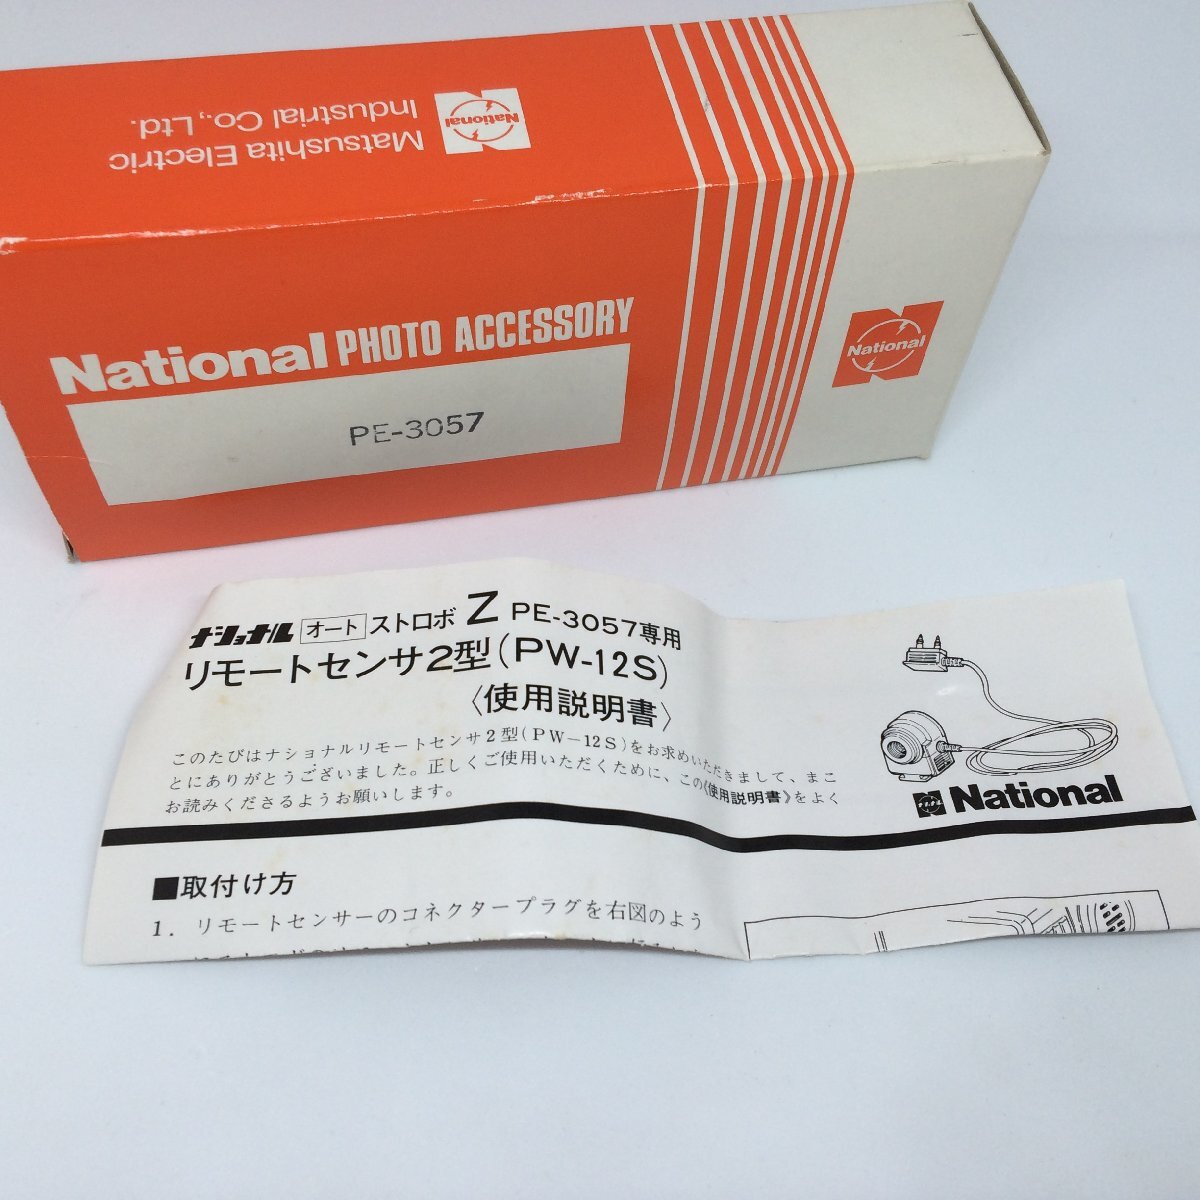 Matsushita Electric
Industrial Co., Ltd.
National
National PHOTO ACCESSORY
PE-3057
National
ナショナル オート ストロボ Z PE-3057専用
リモートセンサ2型(PW-12S)
〈使用説明書〉
このたびはナショナルリモートセンサ2型(PW-12S)をお求めいただきまして、まこ
とにありがとうございました。正しくご使用いただくために、この《使用説明書》をよく
お読みくださるようお願いします。
National
■取付け方
1. リモートセンサーのコネクタープラグを右図のよう